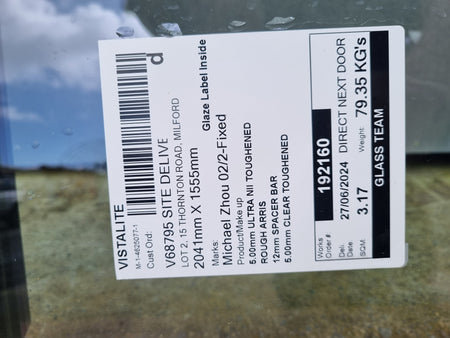 VISTALITE
M-1-4625077-1
Cust Ord:
d
V68795 SITE DELIVE
LOT 2, 15 THORNTON ROAD, MILFORD
2041mm X 1555mm
Glaze Label Inside
Marks:
Michael Zhou 02/2-Fixed
Product/Make up
5.00mm ULTRA NII TOUGHENED
ROUGH ARRIS
12mm SPACER BAR
5.00mm CLEAR TOUGHENED
Works Order #
192160
Deli. Date
27/06/2024 DIRECT NEXT DOOR
SQM: 3.17 Weight: 79.35 KG's
GLASS TEAM